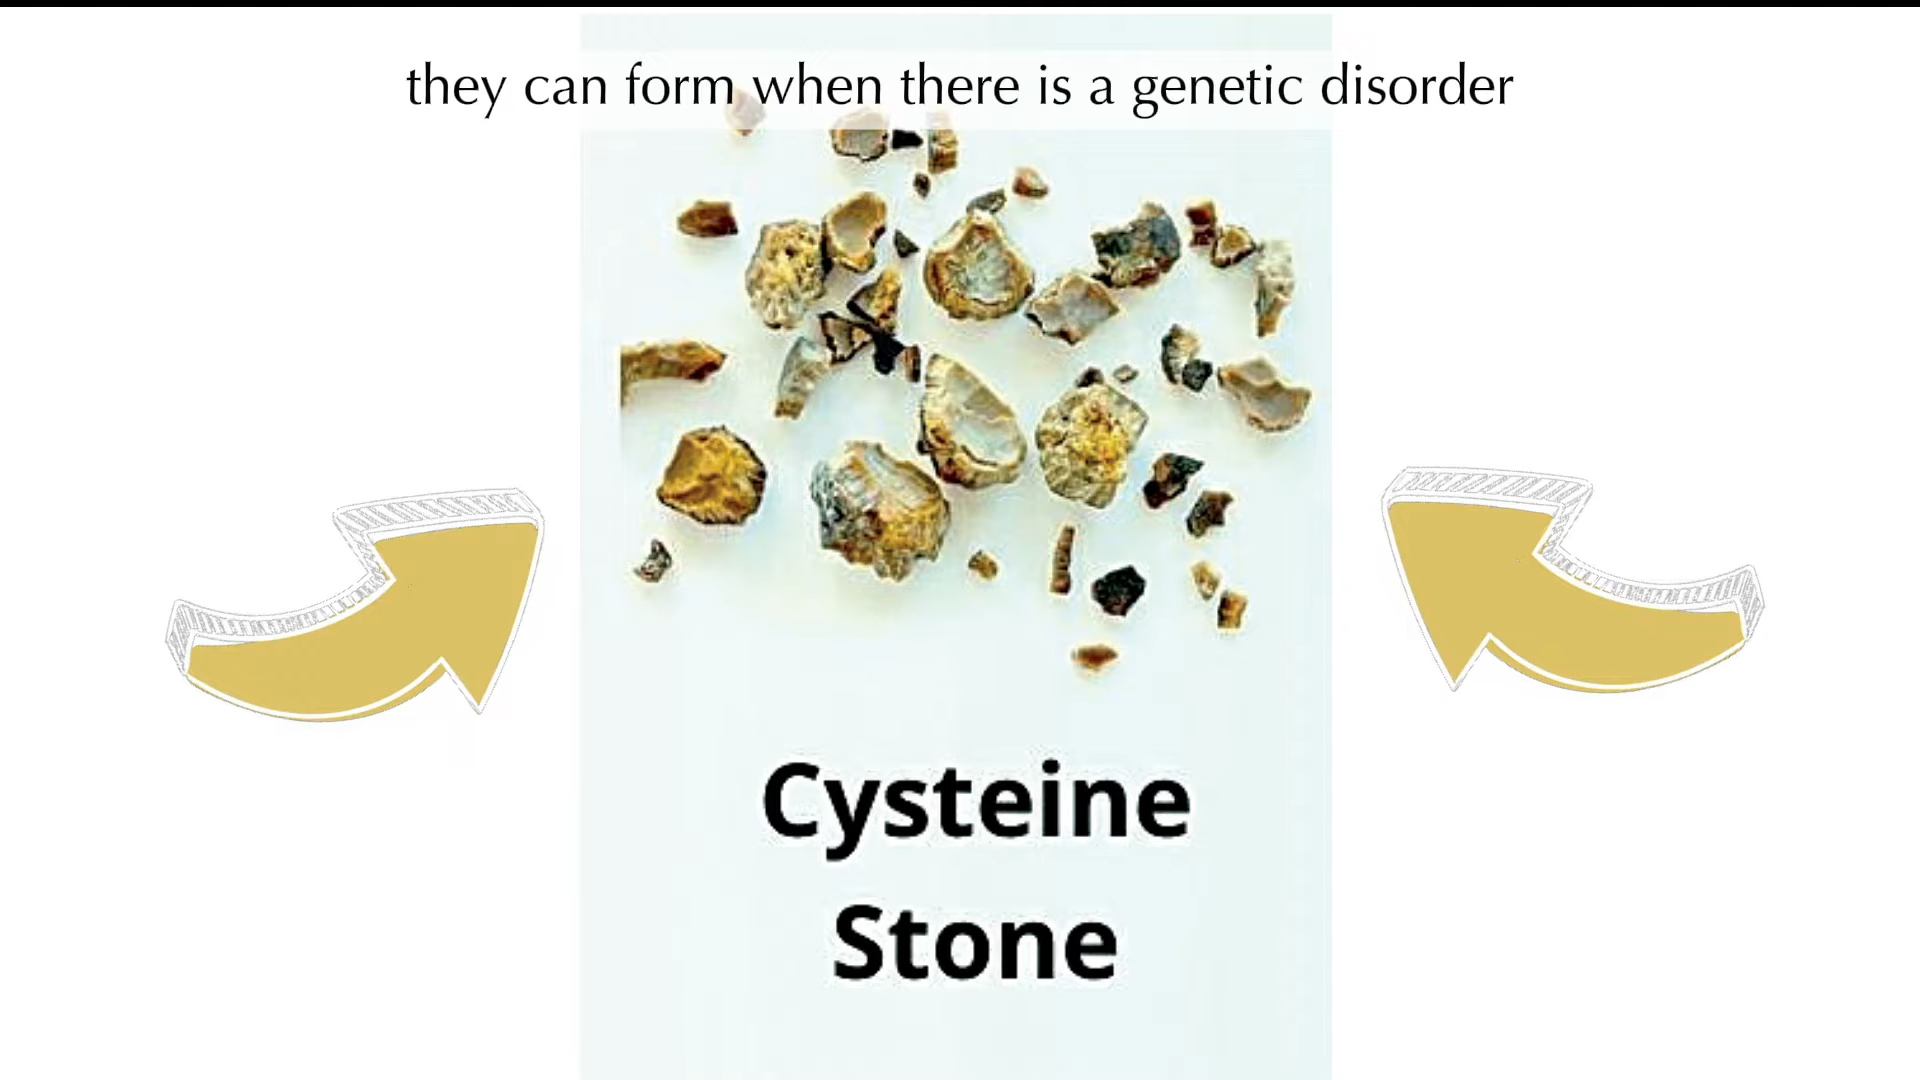 they can form when there is a genetic disorder
Cysteine
Stone